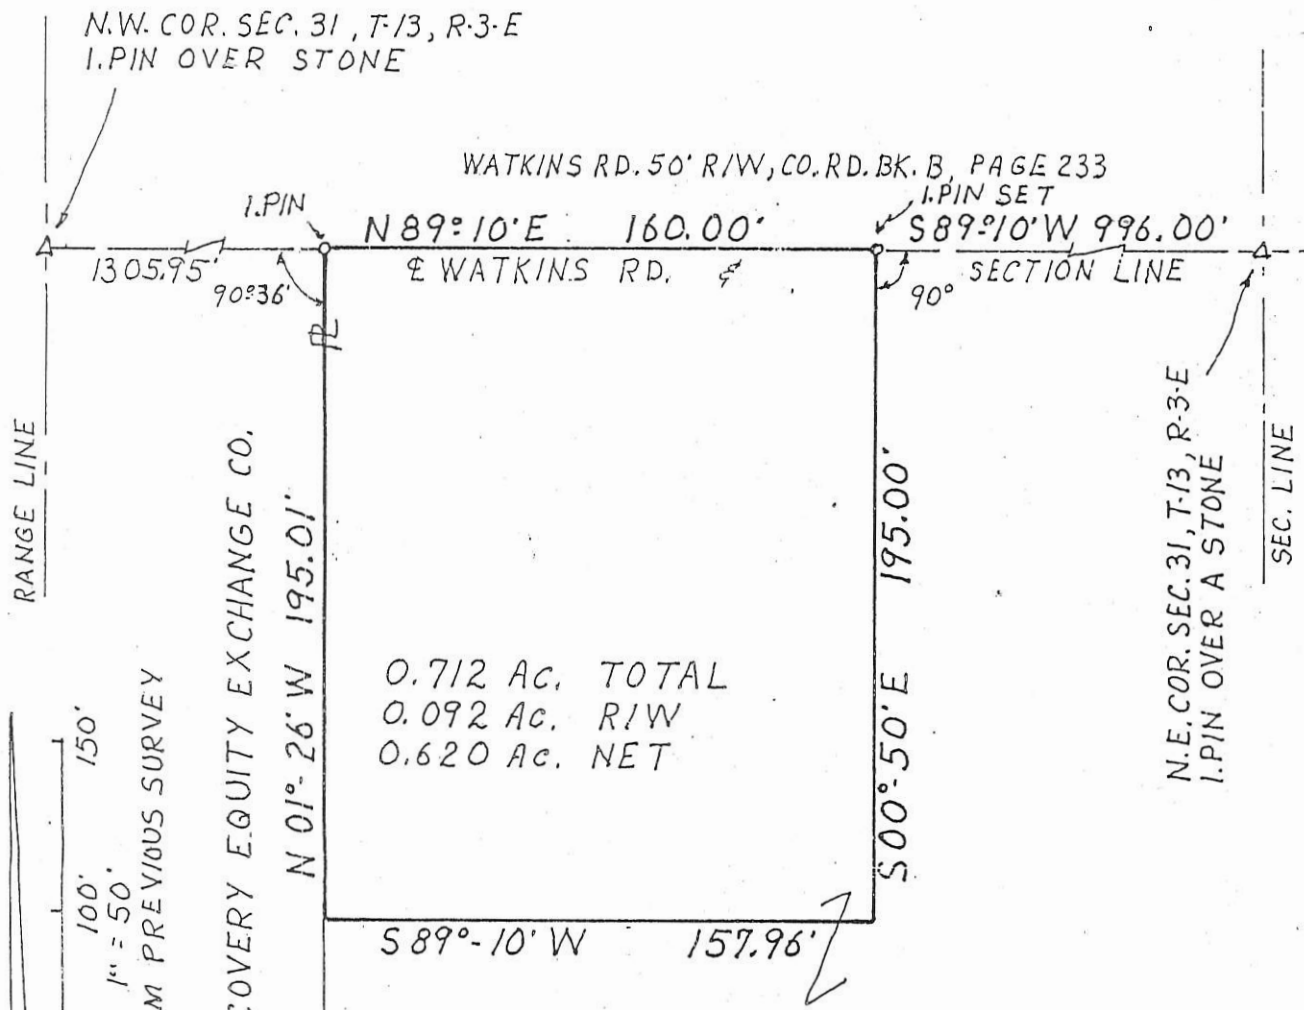 N.W. COR. SEC. 31, T-13, R-3-E
I.PIN OVER STONE
WATKINS RD. 50' R/W, CO. RD. BK. B, PAGE 233
I.PIN
I.PIN SET
N 89°10' E 160.00'
S 89°10' W 996.00'
1305.95'
℄ WATKINS RD.
SECTION LINE
90°36'
90°
PL
RANGE LINE
COVERY EQUITY EXCHANGE CO.
N 01°-26' W 195.01'
195.00'
S 00°-50' E
N.E. COR. SEC. 31, T-13, R-3-E
I.PIN OVER A STONE
SEC. LINE
0.712 AC. TOTAL
0.092 AC. R/W
0.620 AC. NET
150'
100'
1" = 50'
M PREVIOUS SURVEY
S 89°-10' W 157.96'